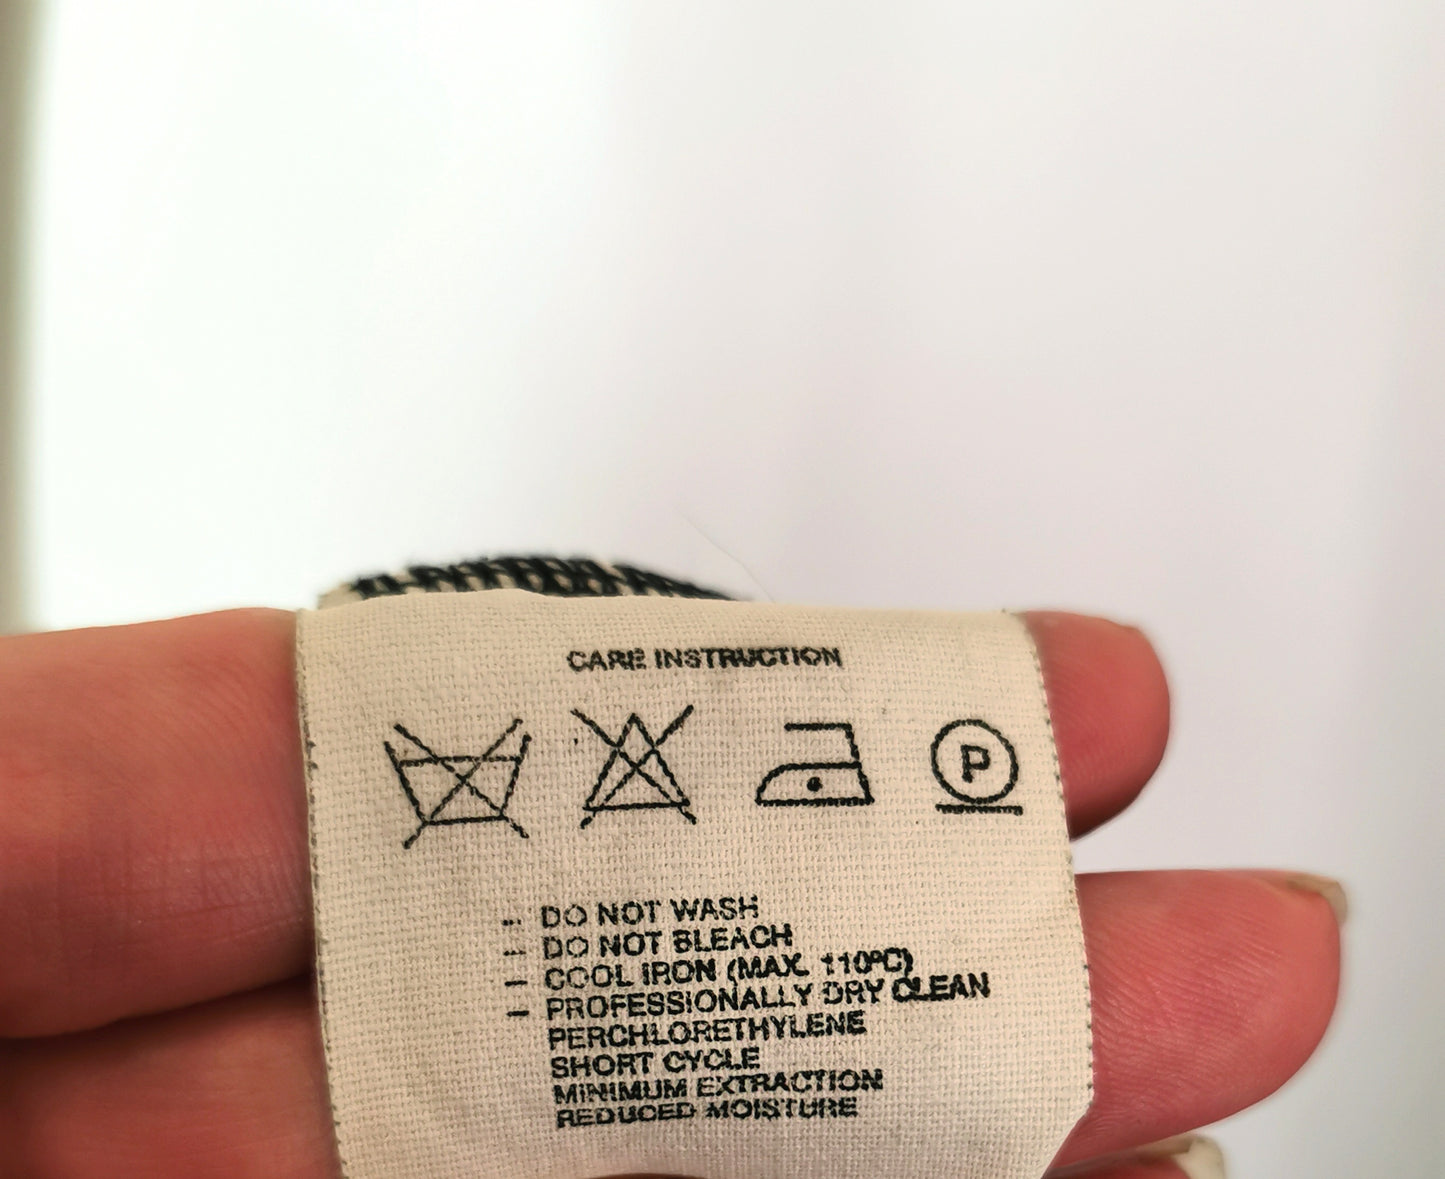 CARE INSTRUCTION
P
- DO NOT WASH
- DO NOT BLEACH
- COOL IRON (MAX. 110ºC)
- PROFESSIONALLY DRY CLEAN
PERCHLORETHYLENE
SHORT CYCLE
MINIMUM EXTRACTION
REDUCED MOISTURE